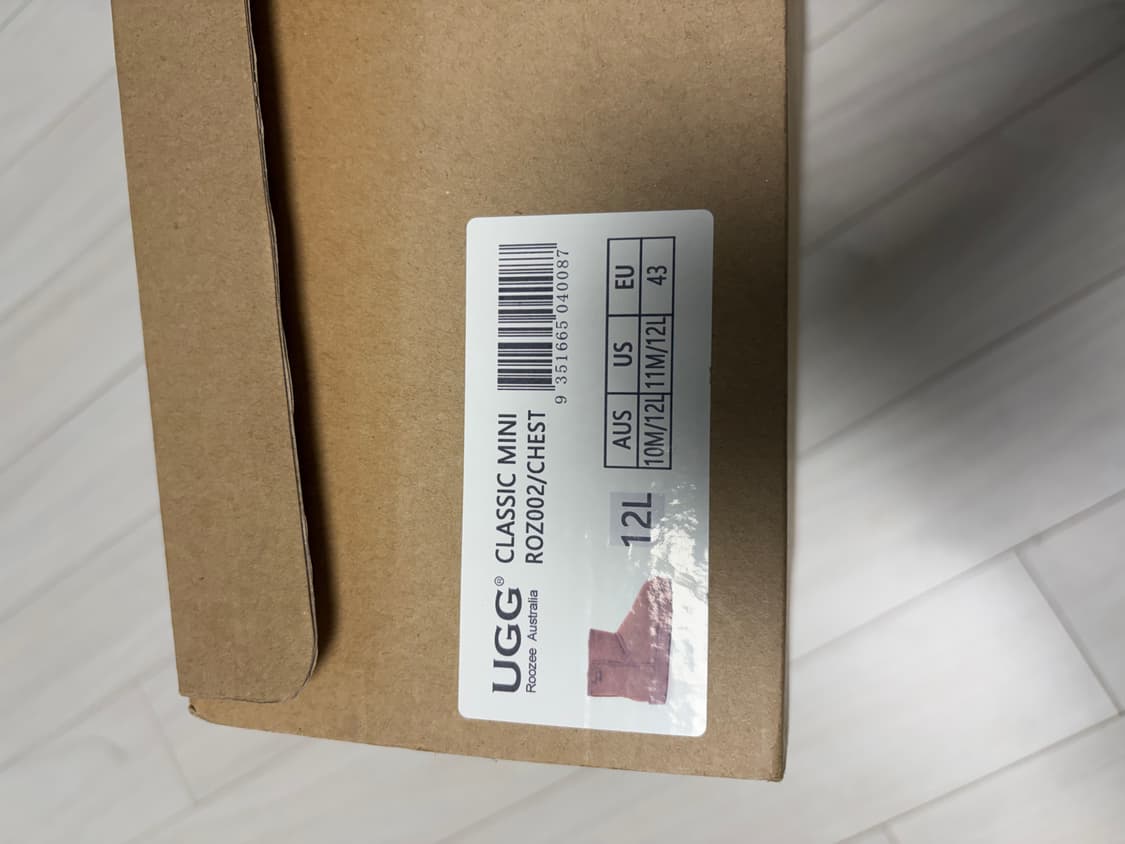 UGG® CLASSIC MINI
Roozee Australia ROZ002/CHEST
9 351665 040087
12L
AUS US EU
10M/12L 11M/12L 43